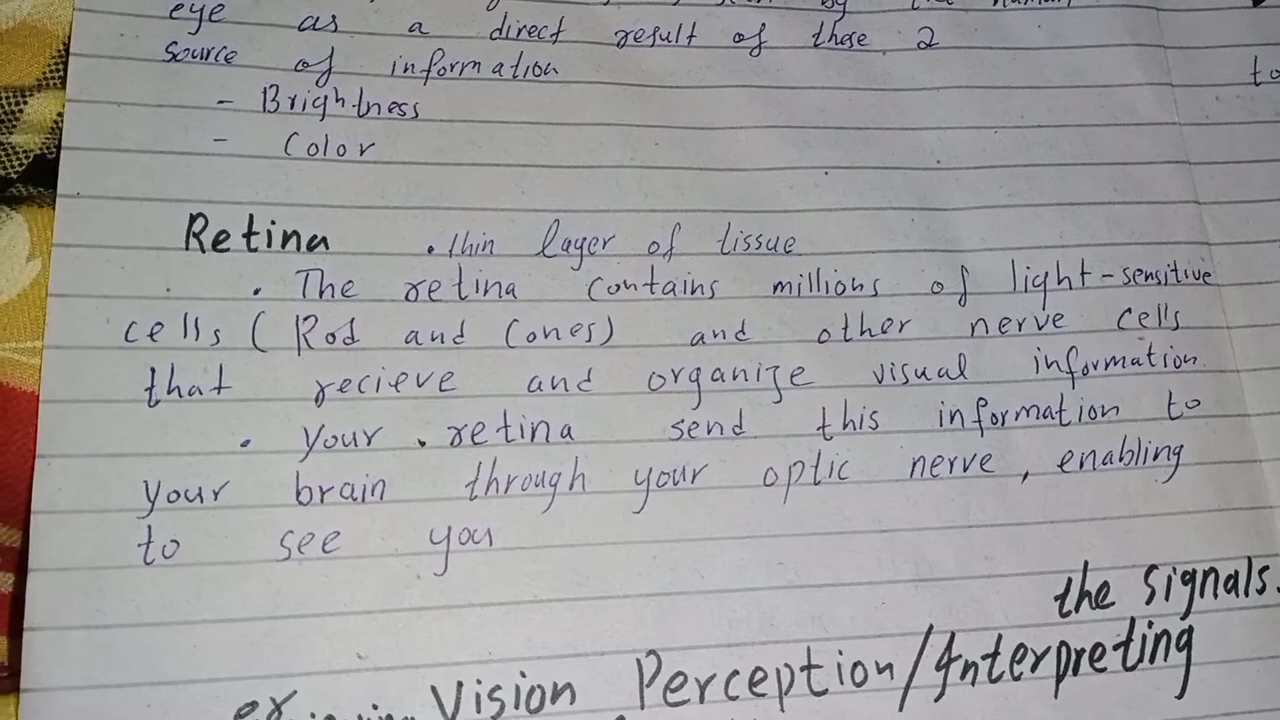 eye as a direct result of these 2
source of information
to
- Brightness
- Color
Retina . thin layer of tissue
. The retina contains millions of light-sensitive
cells ( Rod and Cones) and other nerve cells
that recieve and organize visual information
. your . retina send this information to
your brain through your optic nerve, enabling
to see you
the signals.
Vision Perception/Interpreting